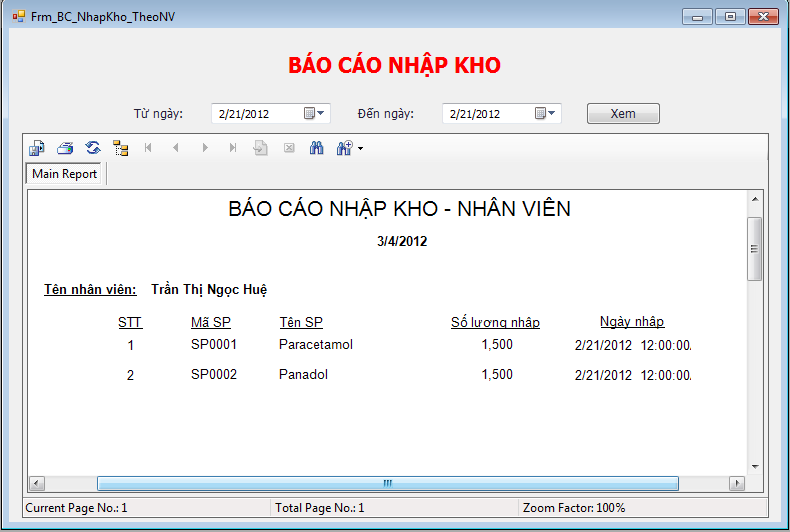 Frm_BC_NhapKho_TheoNV
BÁO CÁO NHẬP KHO
Từ ngày: 2/21/2012 Đến ngày: 2/21/2012 Xem
Main Report
BÁO CÁO NHẬP KHO - NHÂN VIÊN
3/4/2012
Tên nhân viên: Trần Thị Ngọc Huệ
STT Mã SP Tên SP Số lượng nhập Ngày nhập
1 SP0001 Paracetamol 1,500 2/21/2012 12:00:00
2 SP0002 Panadol 1,500 2/21/2012 12:00:00
Current Page No.: 1 Total Page No.: 1 Zoom Factor: 100%